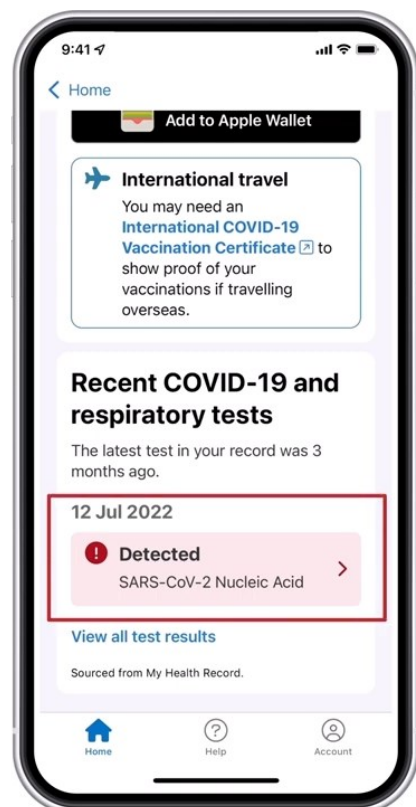 9:41
Home
Add to Apple Wallet
International travel
You may need an
International COVID-19
Vaccination Certificate to
show proof of your
vaccinations if travelling
overseas.
Recent COVID-19 and
respiratory tests
The latest test in your record was 3
months ago.
12 Jul 2022
Detected
SARS-CoV-2 Nucleic Acid
View all test results
Sourced from My Health Record.
Home
Help
Account